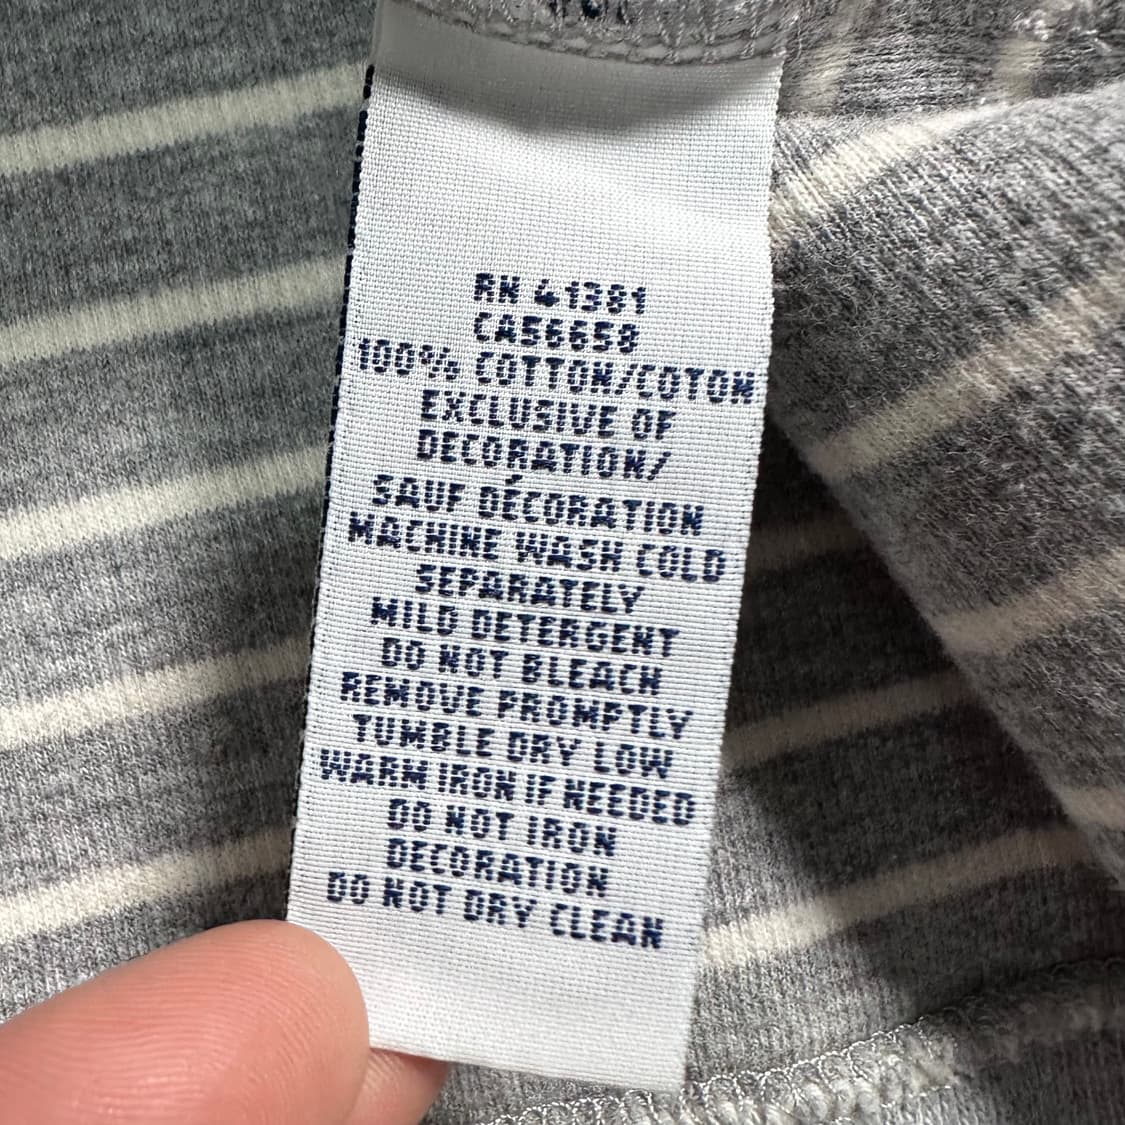 RN 41381
CA56658
100% COTTON/COTON
EXCLUSIVE OF
DECORATION/
SAUF DÉCORATION
MACHINE WASH COLD
SEPARATELY
MILD DETERGENT
DO NOT BLEACH
REMOVE PROMPTLY
TUMBLE DRY LOW
WARM IRON IF NEEDED
DO NOT IRON
DECORATION
DO NOT DRY CLEAN